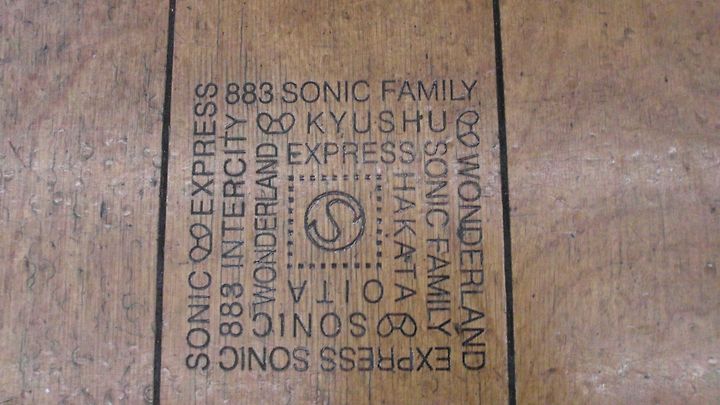 SONIC EXPRESS
883 SONIC FAMILY
WONDERLAND
EXPRESS SONIC
883 INTERCITY
KYUSHU
SONIC FAMILY
SONIC
WONDERLAND
EXPRESS
HAKATA
OITA
S